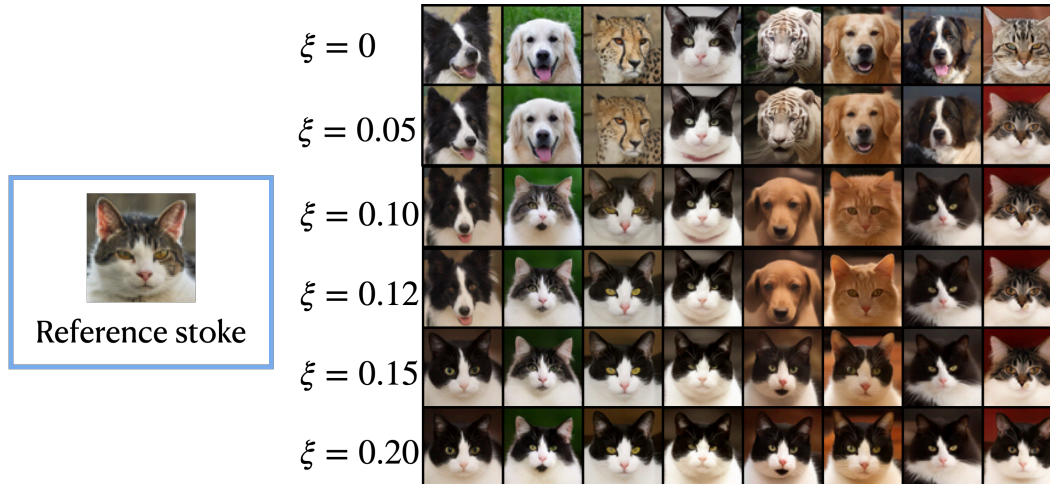 ξ = 0
ξ = 0.05
ξ = 0.10
ξ = 0.12
ξ = 0.15
ξ = 0.20
Reference stoke